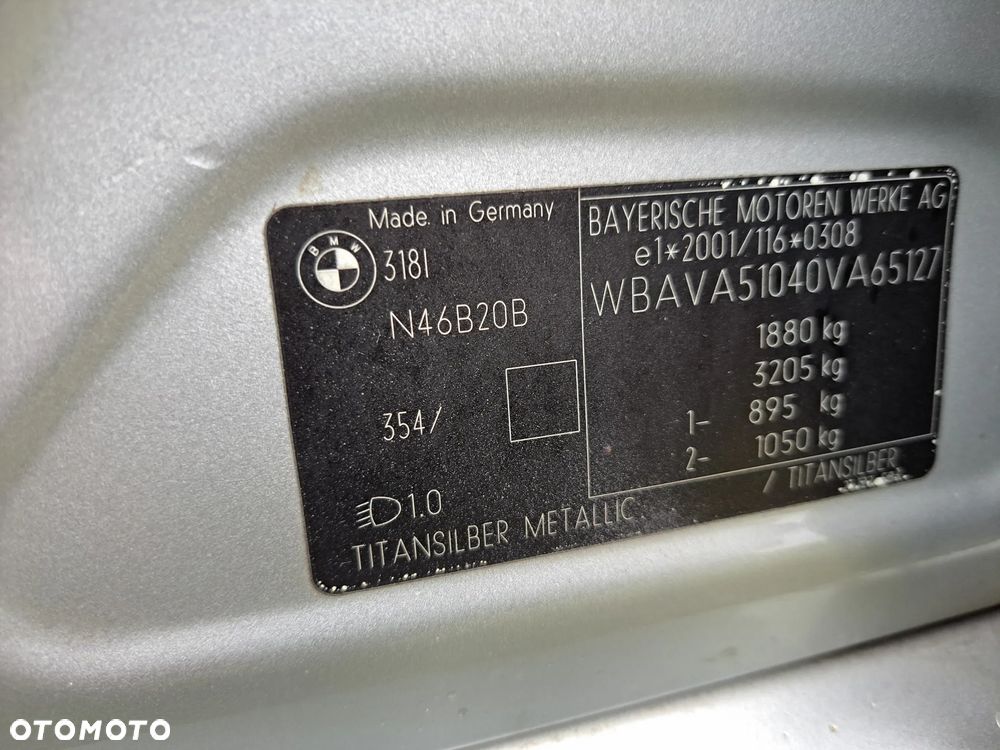 Made in Germany
BMW
318I
N46B20B
354/
1.0
TITANSILBER METALLIC
BAYERISCHE MOTOREN WERKE AG
e1*2001/116*0308
WBAVA51040VA65127
1880 kg
3205 kg
1- 895 kg
2- 1050 kg
/ TITANSILBER
OTOMOTO